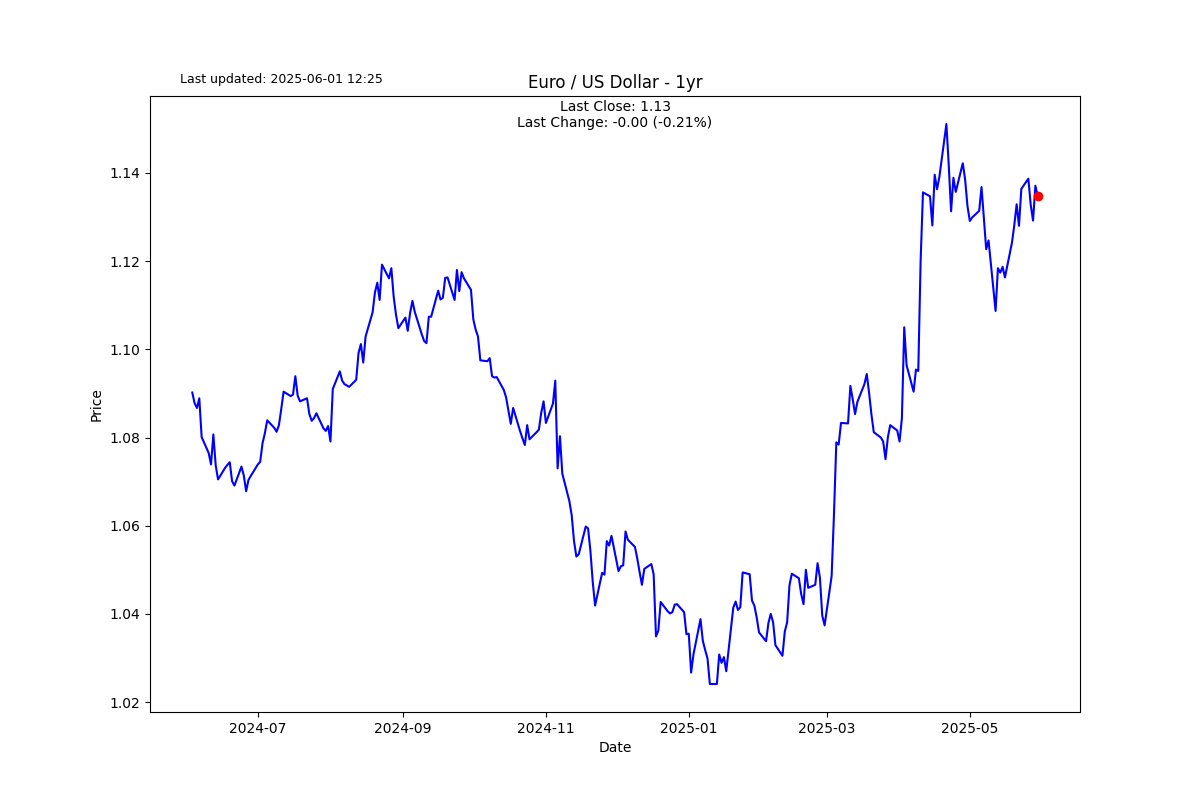 Last updated: 2025-06-01 12:25
Euro / US Dollar - 1yr
Last Close: 1.13
Last Change: -0.00 (-0.21%)
Price
1.14
1.12
1.10
1.08
1.06
1.04
1.02
2024-07
2024-09
2024-11
2025-01
2025-03
2025-05
Date